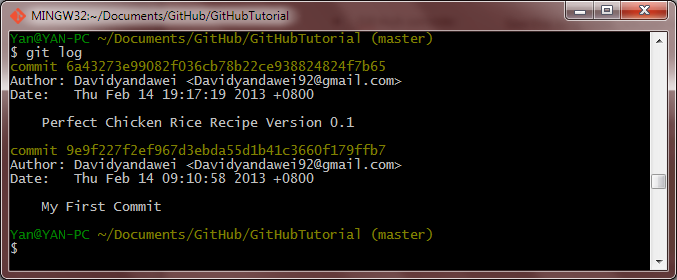 MINGW32:~/Documents/GitHub/GitHubTutorial
Yan@YAN-PC ~/Documents/GitHub/GitHubTutorial (master)
$ git log
commit 6a43273e99082f036cb78b22ce938824824f7b65
Author: Davidyandawei <Davidyandawei92@gmail.com>
Date:   Thu Feb 14 19:17:19 2013 +0800
    Perfect Chicken Rice Recipe Version 0.1
commit 9e9f227f2ef967d3ebda55d1b41c3660f179ffb7
Author: Davidyandawei <Davidyandawei92@gmail.com>
Date:   Thu Feb 14 09:10:58 2013 +0800
    My First Commit
Yan@YAN-PC ~/Documents/GitHub/GitHubTutorial (master)
$